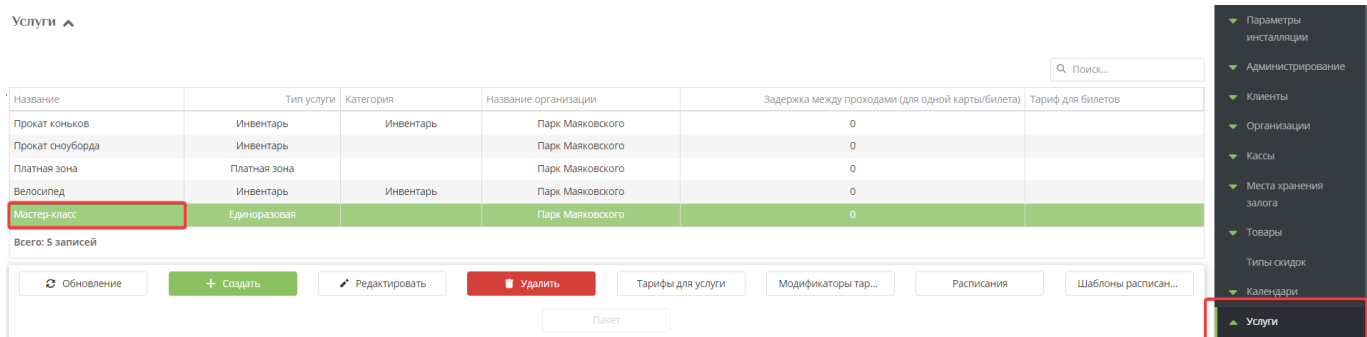 Услуги
Поиск...
Название Тип услуги Категория Название организации Задержка между проходами (для одной карты/билета) Тариф для билетов
Прокат коньков Инвентарь Инвентарь Парк Маяковского 0
Прокат сноуборда Инвентарь Парк Маяковского 0
Платная зона Платная зона Парк Маяковского 0
Велосипед Инвентарь Инвентарь Парк Маяковского 0
Мастер-класс Единоразовая Парк Маяковского 0
Всего: 5 записей
Обновление + Создать Редактировать Удалить Тарифы для услуги Модификаторы тар... Расписания Шаблоны расписан...
Пакет
Параметры
инсталляции
Администрирование
Клиенты
Организации
Кассы
Места хранения
залога
Товары
Типы скидок
Календари
Услуги